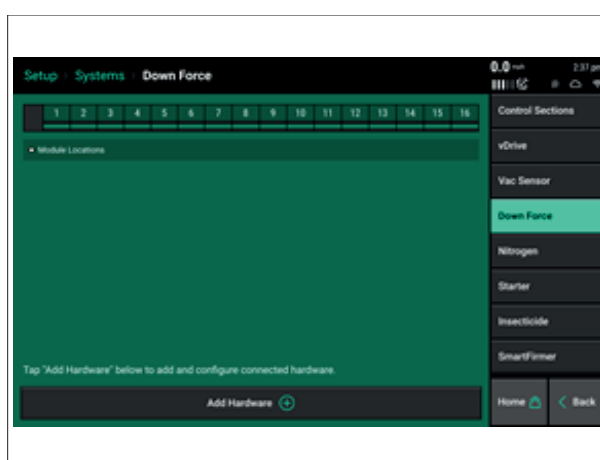 Setup Systems Down Force
0.0 mph 2:37 pm
1 2 3 4 5 6 7 8 9 10 11 12 13 14 15 16
Module Locations
Tap "Add Hardware" below to add and configure connected hardware.
Add Hardware
Control Sections
vDrive
Vac Sensor
Down Force
Nitrogen
Starter
Insecticide
SmartFirmer
Home < Back